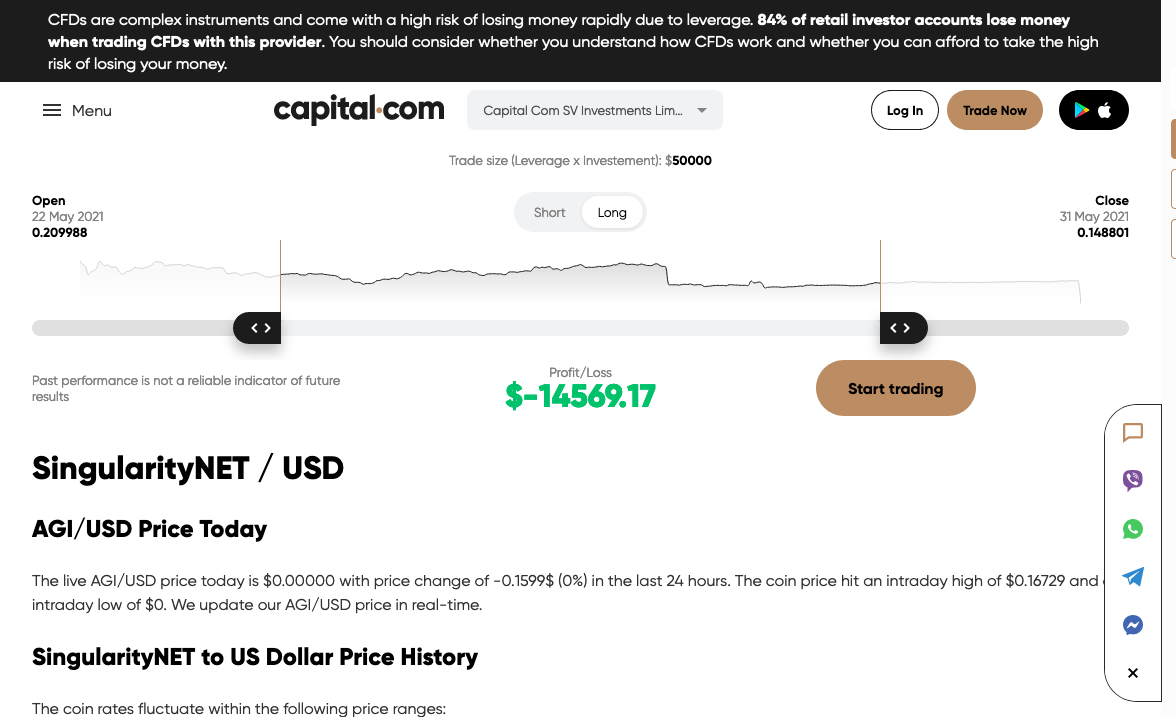 CFDs are complex instruments and come with a high risk of losing money rapidly due to leverage. 84% of retail investor accounts lose money
when trading CFDs with this provider. You should consider whether you understand how CFDs work and whether you can afford to take the high
risk of losing your money.
Menu
capital.com
Capital Com SV Investments Lim...
Log In
Trade Now
Trade size (Leverage x Investement): $50000
Open
22 May 2021
0.209988
Short
Long
Close
31 May 2021
0.148801
Past performance is not a reliable indicator of future
results
Profit/Loss
$-14569.17
Start trading
SingularityNET / USD
AGI/USD Price Today
The live AGI/USD price today is $0.00000 with price change of -0.1599$ (0%) in the last 24 hours. The coin price hit an intraday high of $0.16729 and
intraday low of $0. We update our AGI/USD price in real-time.
SingularityNET to US Dollar Price History
The coin rates fluctuate within the following price ranges: